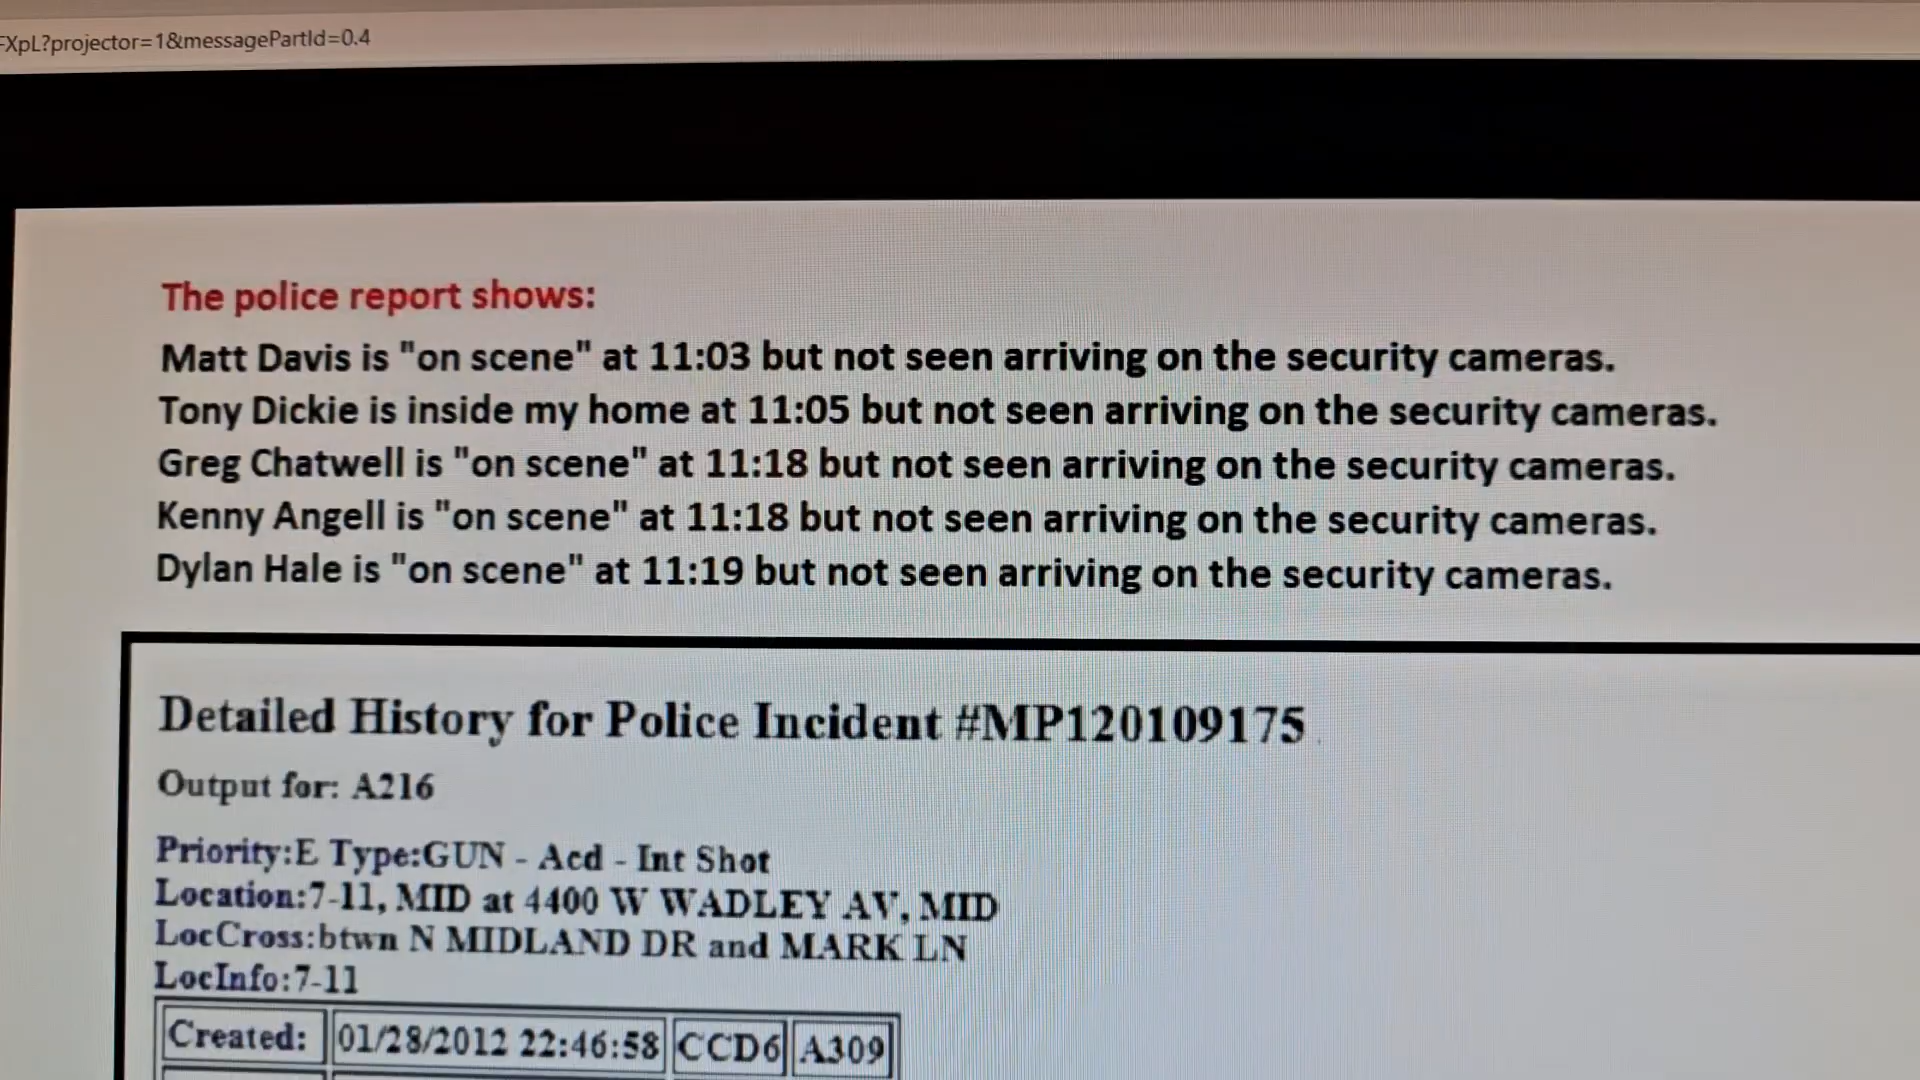 FXpL?projector=1&messagePartId=0.4
The police report shows:
Matt Davis is "on scene" at 11:03 but not seen arriving on the security cameras.
Tony Dickie is inside my home at 11:05 but not seen arriving on the security cameras.
Greg Chatwell is "on scene" at 11:18 but not seen arriving on the security cameras.
Kenny Angell is "on scene" at 11:18 but not seen arriving on the security cameras.
Dylan Hale is "on scene" at 11:19 but not seen arriving on the security cameras.
Detailed History for Police Incident #MP120109175
Output for: A216
Priority:E Type:GUN - Acd - Int Shot
Location:7-11, MID at 4400 W WADLEY AV, MID
LocCross:btwn N MIDLAND DR and MARK LN
LocInfo:7-11
Created: 01/28/2012 22:46:58 CCD6 A309